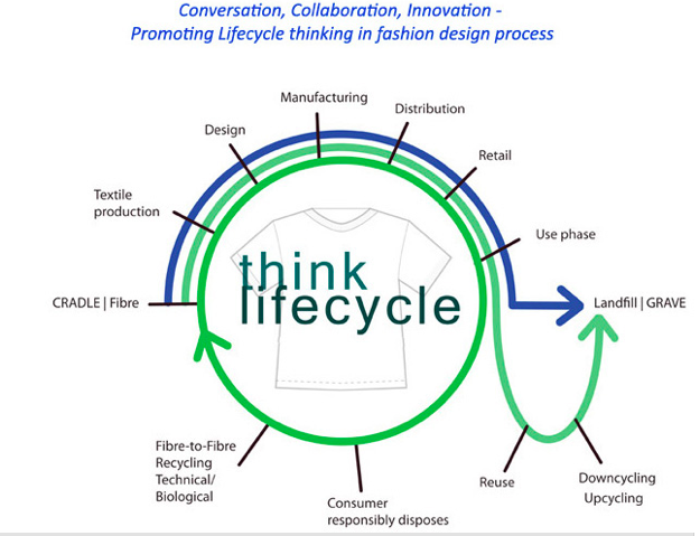 Conversation, Collaboration, Innovation -
Promoting Lifecycle thinking in fashion design process
Manufacturing
Distribution
Design
Retail
Textile
production
Use phase
think
lifecycle
CRADLE | Fibre
Landfill | GRAVE
Fibre-to-Fibre
Recycling
Technical/
Biological
Consumer
responsibly disposes
Reuse
Downcycling
Upcycling